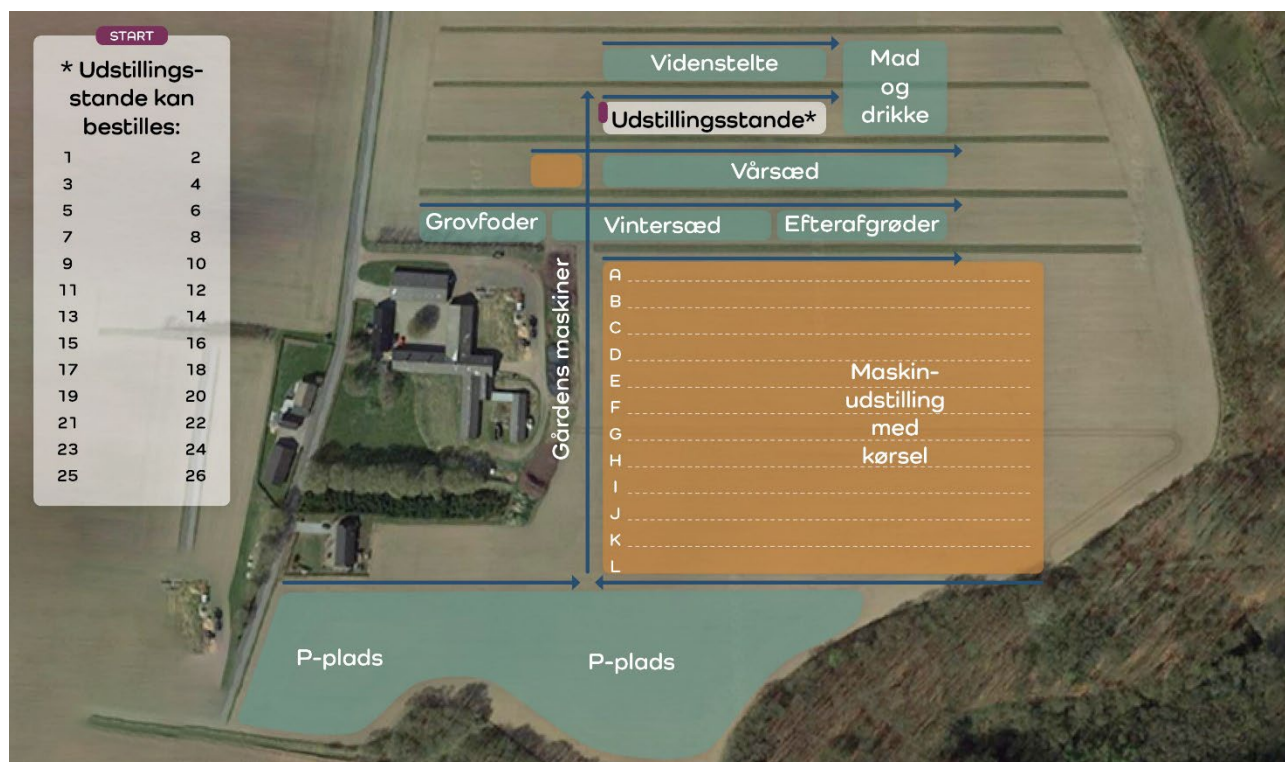 START
* Udstillings-
stande kan
bestilles:
1 2
3 4
5 6
7 8
9 10
11 12
13 14
15 16
17 18
19 20
21 22
23 24
25 26
Videnstelte
Mad
og
drikke
Udstillingsstande*
Vårsæd
Grovfoder
Vintersæd
Efterafgrøder
Gårdens maskiner
A
B
C
D
E
F
G
H
I
J
K
L
Maskin-
udstilling
med
kørsel
P-plads
P-plads